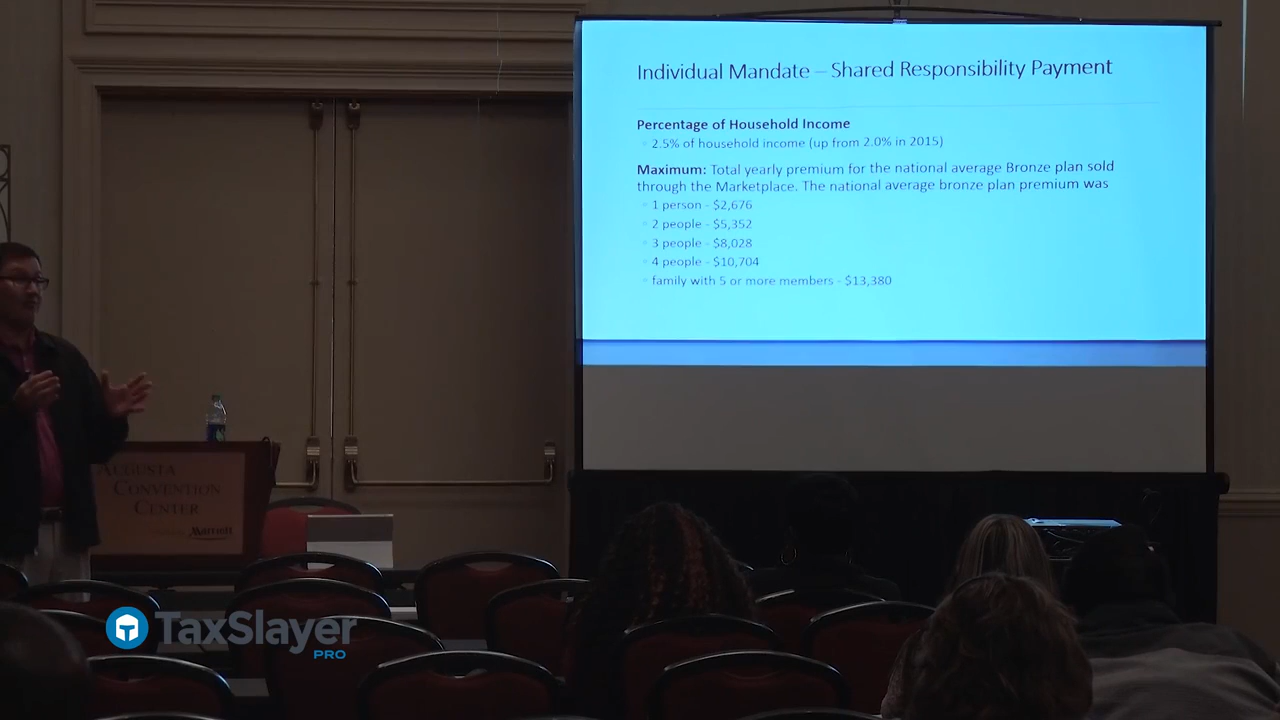 Individual Mandate – Shared Responsibility Payment
Percentage of Household Income
2.5% of household income (up from 2.0% in 2015)
Maximum: Total yearly premium for the national average Bronze plan sold
through the Marketplace. The national average bronze plan premium was
1 person - $2,676
2 people - $5,352
3 people - $8,028
4 people - $10,704
family with 5 or more members - $13,380
AUGUSTA
CONVENTION
CENTER
Marriott
TaxSlayer
PRO